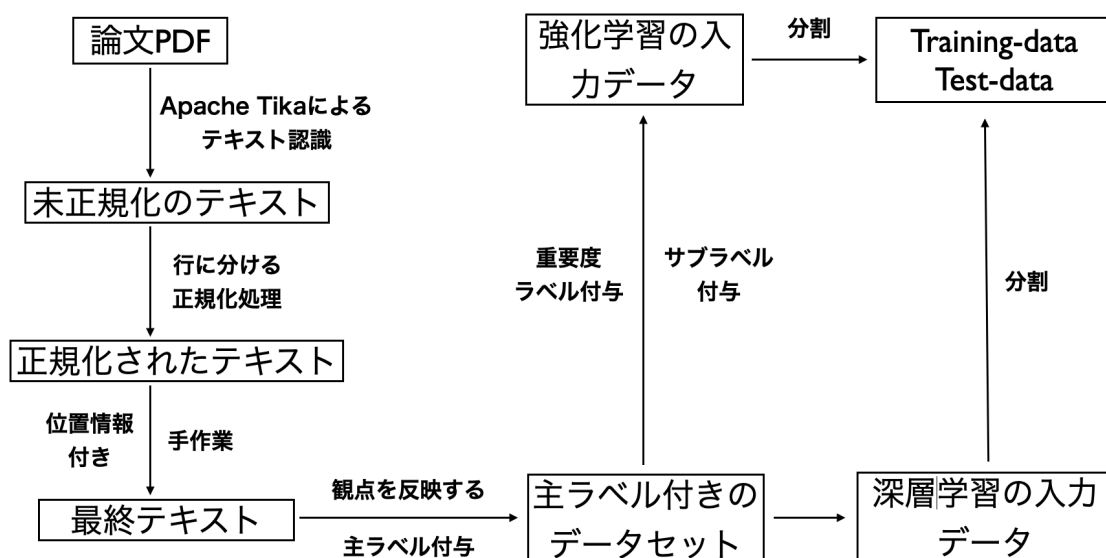 論文PDF
Apache Tikaによる
テキスト認識
未正規化のテキスト
行に分ける
正規化処理
正規化されたテキスト
位置情報
付き
手作業
最終テキスト
観点を反映する
主ラベル付与
主ラベル付きの
データセット
重要度
ラベル付与
サブラベル
付与
強化学習の入
力データ
分割
Training-data
Test-data
深層学習の入力
データ
分割